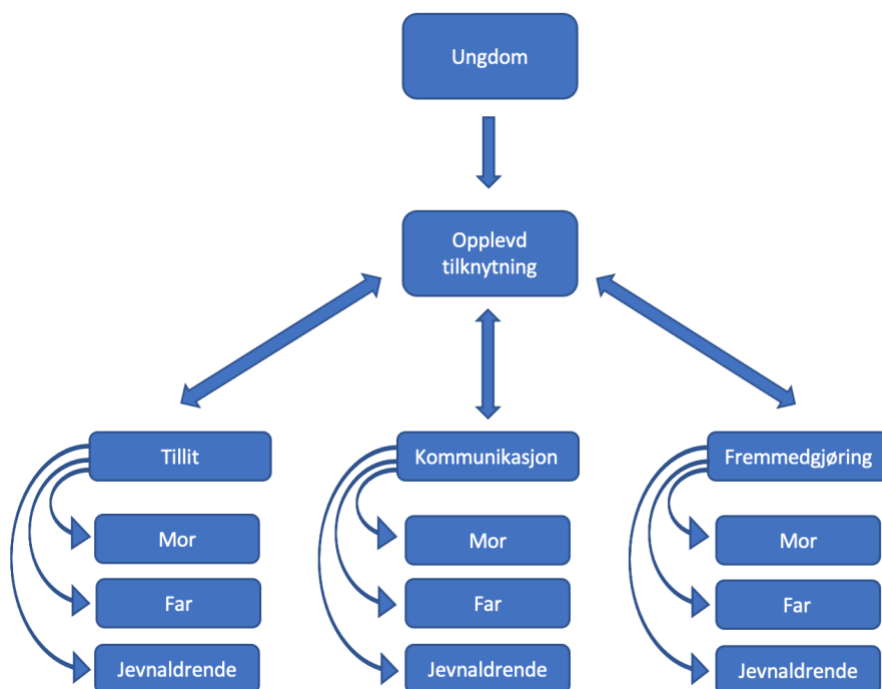 Ungdom
Opplevd
tilknytning
Tillit
Kommunikasjon
Fremmedgjøring
Mor
Mor
Mor
Far
Far
Far
Jevnaldrende
Jevnaldrende
Jevnaldrende